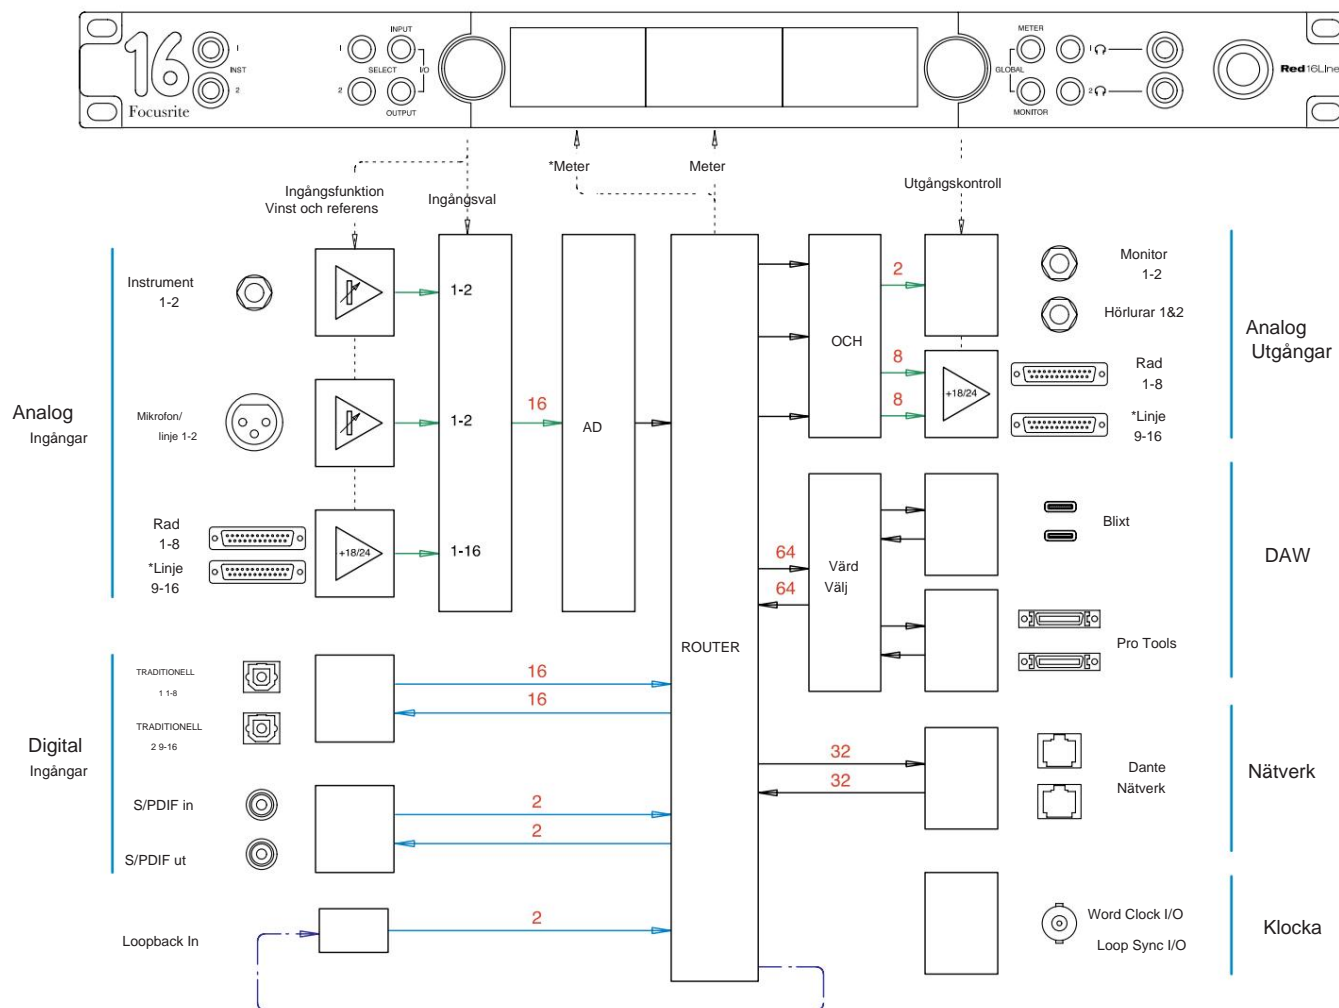 16
Focusrite
1
INST
2
INPUT
1
SELECT
I/O
2
OUTPUT
METER
1
GLOBAL
2
MONITOR
Red16Line
*Meter
Meter
Ingångsfunktion
Vinst och referens
Ingångsval
Utgångskontroll
Analog
Ingångar
Instrument
1-2
1-2
Mikrofon/
linje 1-2
1-2
Rad
1-8
*Linje
9-16
+18/24
1-16
16
AD
ROUTER
OCH
2
8
8
+18/24
Monitor
1-2
Hörlurar 1&2
Rad
1-8
*Linje
9-16
Analog
Utgångar
64
64
Värd
Välj
Blixt
Pro Tools
DAW
Digital
Ingångar
TRADITIONELL
1 1-8
TRADITIONELL
2 9-16
16
16
S/PDIF in
S/PDIF ut
2
2
Loopback In
2
32
32
Dante
Nätverk
Nätverk
Word Clock I/O
Loop Sync I/O
Klocka